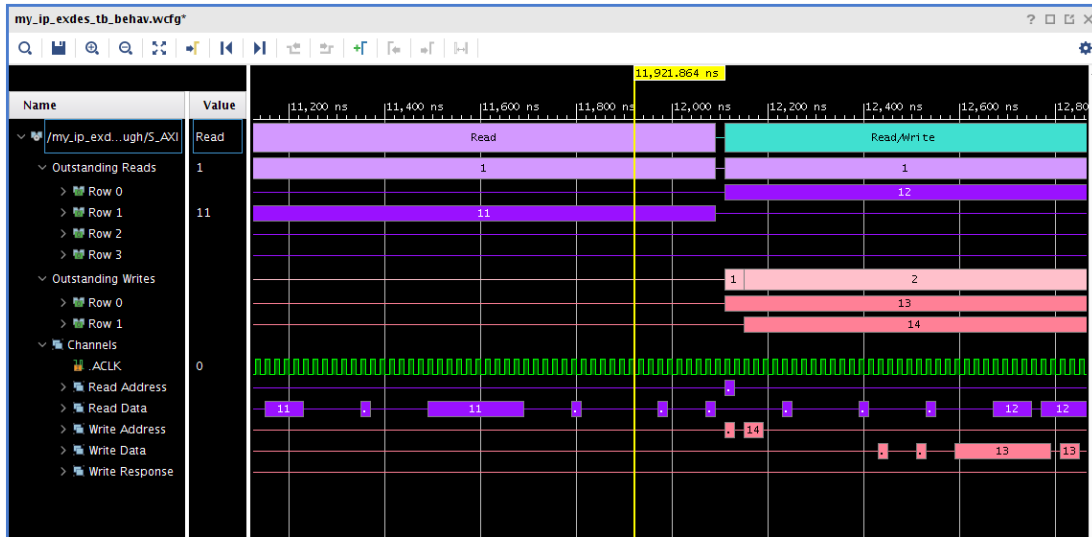 my_ip_exdes_tb_behav.wcfg*
11,921.864 ns
Name Value 11,200 ns 11,400 ns 11,600 ns 11,800 ns 12,000 ns 12,200 ns 12,400 ns 12,600 ns 12,80
/my_ip_exd...ugh/S_AXI Read Read Read/Write
Outstanding Reads 1 1 1
Row 0 12
Row 1 11 11
Row 2
Row 3
Outstanding Writes 1 2
Row 0 13
Row 1 14
Channels
.ACLK 0
Read Address .
Read Data 11 . 11 . . . . . . 12 12
Write Address . 14
Write Data . . 13 13
Write Response